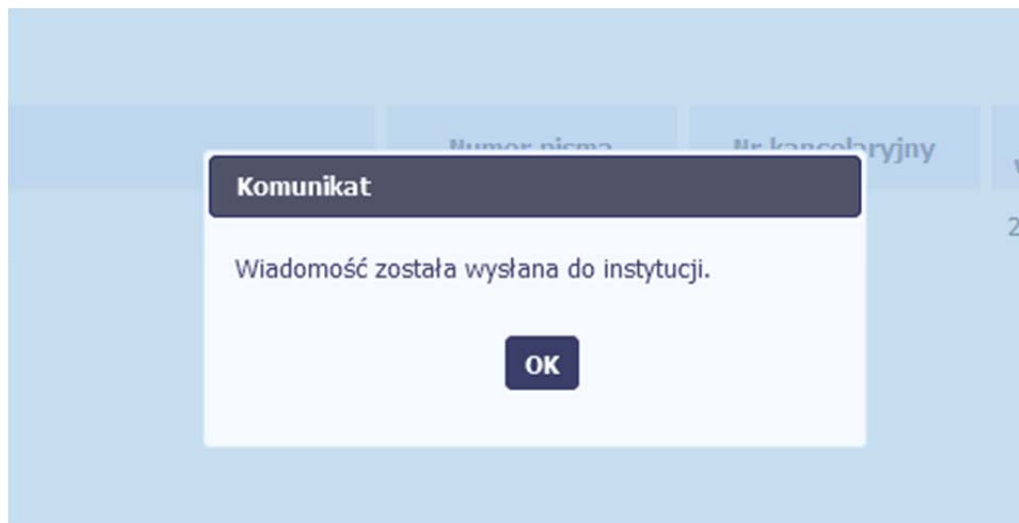 Numer pisma
Nr kancelaryjny
Komunikat
Wiadomość została wysłana do instytucji.
OK